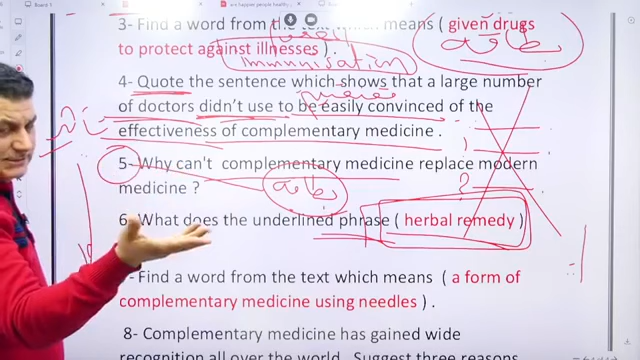 3- Find a word from the text which means ( given drugs
to protect against illnesses ) .
immunisation
4- Quote the sentence which shows that a large number
of doctors didn't use to be easily convinced of the
effectiveness of complementary medicine .
5- Why can't complementary medicine replace modern
medicine ?
6- What does the underlined phrase ( herbal remedy )
- Find a word from the text which means ( a form of
complementary medicine using needles ) .
8- Complementary medicine has gained wide
recognition all over the world . Suggest three reasons